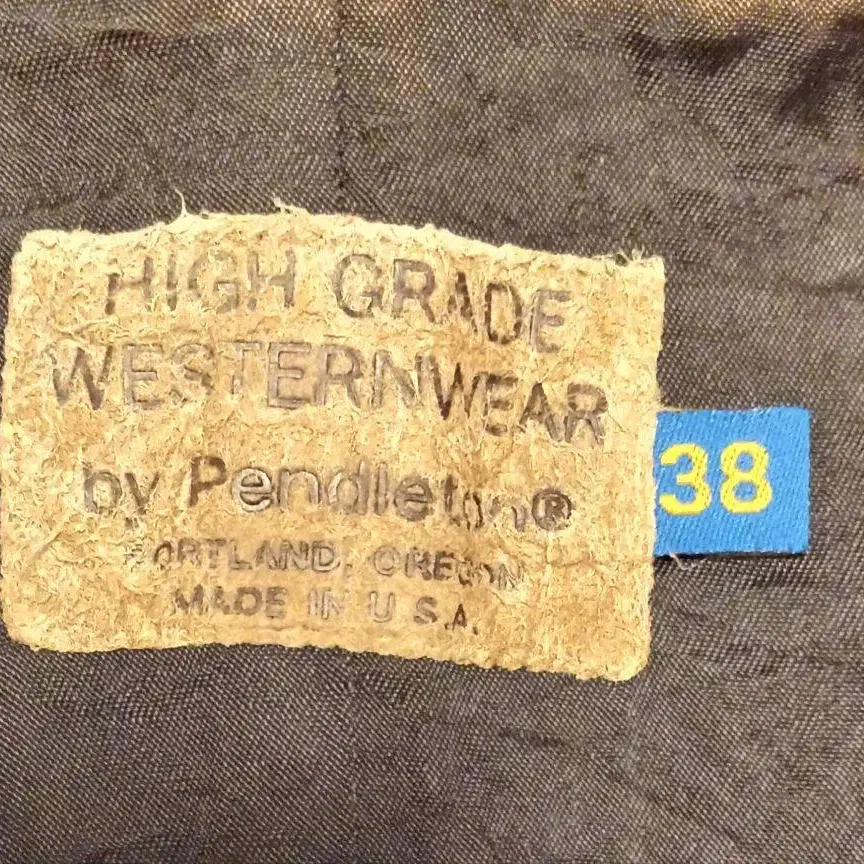 HIGH GRADE
WESTERNWEAR
by Pendleton®
PORTLAND, OREGON
MADE IN U.S.A.
38